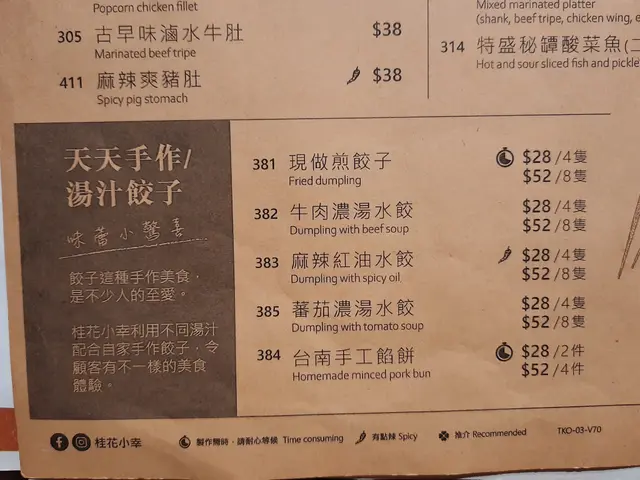 Popcorn chicken fillet
305 古早味滷水牛肚 $38
Marinated beef tripe
411 麻辣爽豬肚 $38
Spicy pig stomach
Mixed marinated platter
(shank, beef tripe, chicken wing,
314 特盛秘罈酸菜魚
Hot and sour sliced fish and pickle
天天手作/
湯汁餃子
味蕾小驚喜
餃子這種手作美食，
是不少人的至愛。
桂花小幸利用不同湯汁
配合自家手作餃子，令
顧客有不一樣的美食
體驗。
381 現做煎餃子 $28 /4隻
Fried dumpling $52 /8隻
382 牛肉濃湯水餃 $28 /4隻
Dumpling with beef soup $52 /8隻
383 麻辣紅油水餃 $28 /4隻
Dumpling with spicy oil $52 /8隻
385 蕃茄濃湯水餃 $28 /4隻
Dumpling with tomato soup $52 /8隻
384 台南手工餡餅 $28 /2件
Homemade minced pork bun $52 /4件
桂花小幸 製作需時，請耐心等候 Time consuming 有點辣 Spicy 推介 Recommended TKO-03-V70